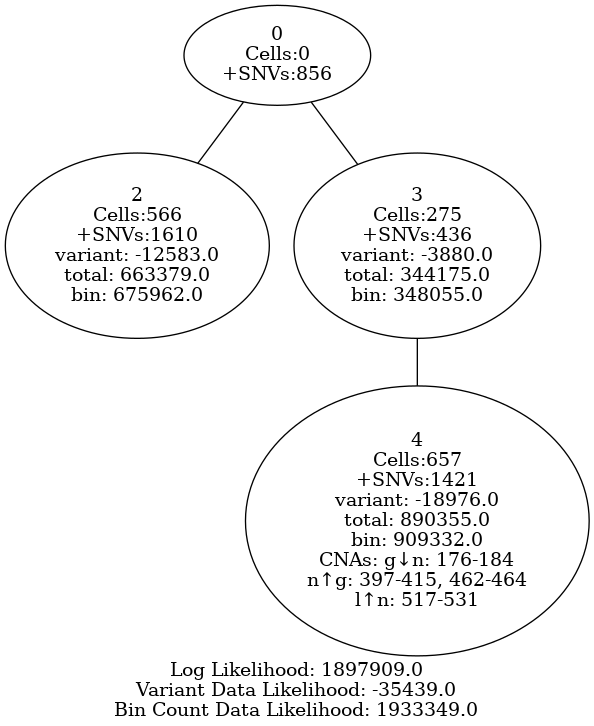 0
Cells:0
+SNVs:856
2
Cells:566
+SNVs:1610
variant: -12583.0
total: 663379.0
bin: 675962.0
3
Cells:275
+SNVs:436
variant: -3880.0
total: 344175.0
bin: 348055.0
4
Cells:657
+SNVs:1421
variant: -18976.0
total: 890355.0
bin: 909332.0
CNAs: g↓n: 176-184
n↑g: 397-415, 462-464
l↑n: 517-531
Log Likelihood: 1897909.0
Variant Data Likelihood: -35439.0
Bin Count Data Likelihood: 1933349.0